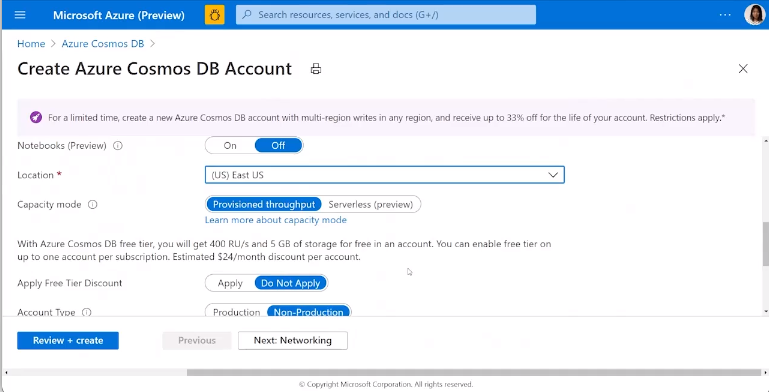 Microsoft Azure (Preview)
Search resources, services, and docs (G+/)
Home > Azure Cosmos DB >
Create Azure Cosmos DB Account
For a limited time, create a new Azure Cosmos DB account with multi-region writes in any region, and receive up to 33% off for the life of your account. Restrictions apply.*
Notebooks (Preview) On Off
Location * (US) East US
Capacity mode Provisioned throughput Serverless (preview)
Learn more about capacity mode
With Azure Cosmos DB free tier, you will get 400 RU/s and 5 GB of storage for free in an account. You can enable free tier on
up to one account per subscription. Estimated $24/month discount per account.
Apply Free Tier Discount Apply Do Not Apply
Account Type Production Non-Production
Review + create Previous Next: Networking
© Copyright Microsoft Corporation. All rights reserved.